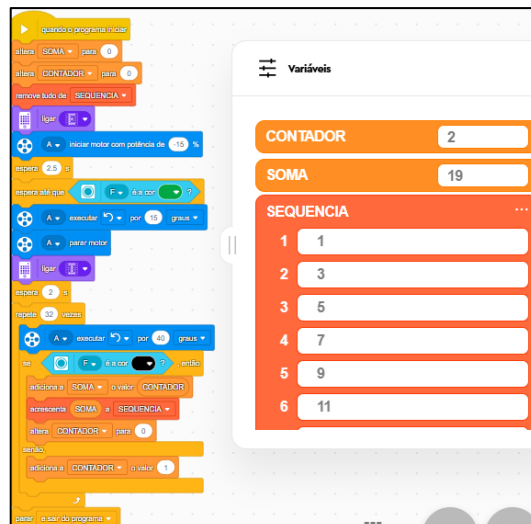 quando o programa iniciar
altera SOMA para 0
altera CONTADOR para 0
remove tudo de SEQUENCIA
ligar
A iniciar motor com potência de -15 %
espera 2.5 s
espera até que F é a cor ?
A executar por 15 graus
A parar motor
ligar
espera 2 s
repete 32 vezes
A executar por 40 graus
se F é a cor ? , então
adiciona a SOMA o valor CONTADOR
acrescenta SOMA a SEQUENCIA
altera CONTADOR para 0
senão,
adiciona a CONTADOR o valor 1
parar e sair do programa
Variáveis
CONTADOR 2
SOMA 19
SEQUENCIA
1 1
2 3
3 5
4 7
5 9
6 11